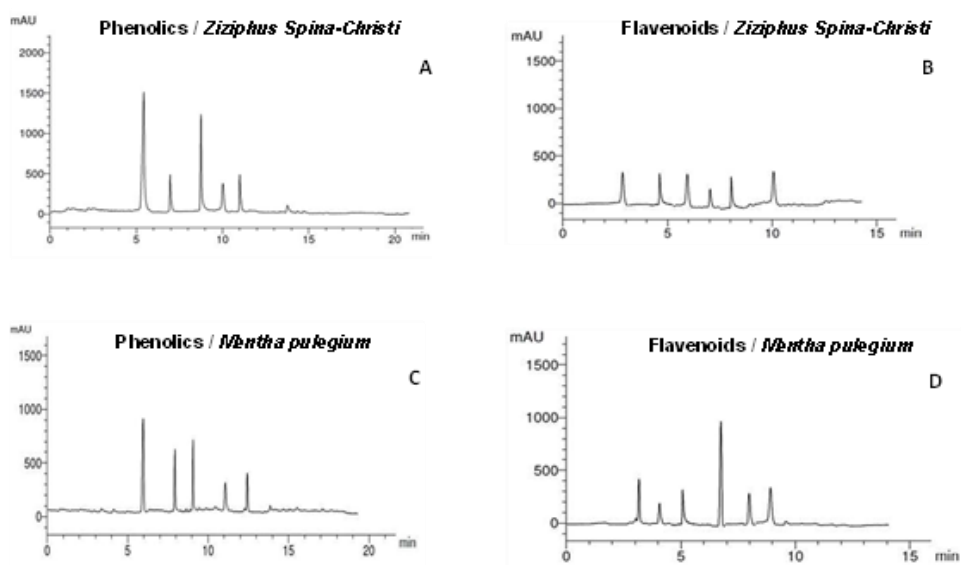 mAU
Phenolics / Ziziphus Spina-Christi
A
2000
1500
1000
500
0
0 5 10 15 20 min
mAU
Flavenoids / Ziziphus Spina-Christi
B
1500
1000
500
0
0 5 10 15 min
mAU
Phenolics / Mentha pulegium
C
1500
1000
500
0
0 5 10 15 20 min
mAU
Flavenoids / Mentha pulegium
D
1500
1000
500
0
0 5 10 15 min